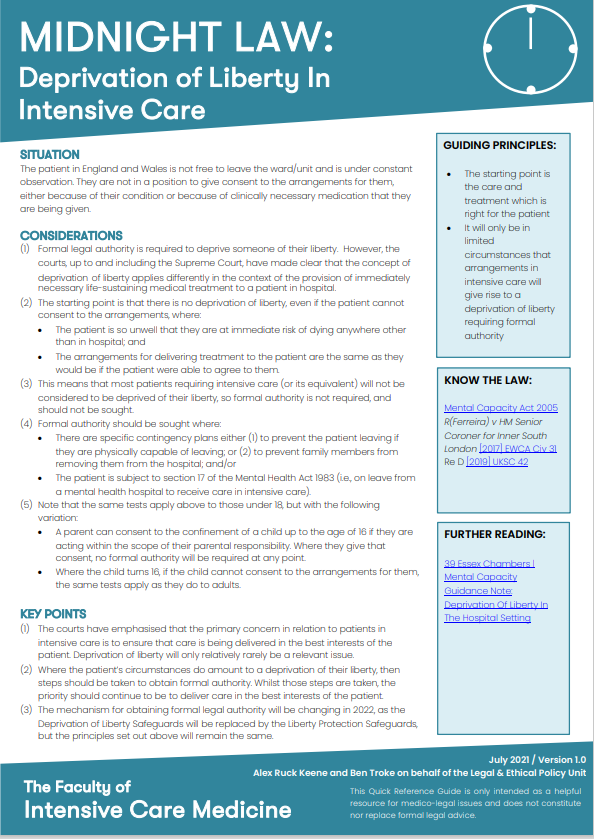 MIDNIGHT LAW:
Deprivation of Liberty In
Intensive Care
SITUATION
The patient in England and Wales is not free to leave the ward/unit and is under constant
observation. They are not in a position to give consent to the arrangements for them,
either because of their condition or because of clinically necessary medication that they
are being given.
CONSIDERATIONS
(1) Formal legal authority is required to deprive someone of their liberty. However, the
courts, up to and including the Supreme Court, have made clear that the concept of
deprivation of liberty applies differently in the context of the provision of immediately
necessary life-sustaining medical treatment to a patient in hospital.
(2) The starting point is that there is no deprivation of liberty, even if the patient cannot
consent to the arrangements, where:
• The patient is so unwell that they are at immediate risk of dying anywhere other
than in hospital; and
• The arrangements for delivering treatment to the patient are the same as they
would be if the patient were able to agree to them.
(3) This means that most patients requiring intensive care (or its equivalent) will not be
considered to be deprived of their liberty, so formal authority is not required, and
should not be sought.
(4) Formal authority should be sought where:
• There are specific contingency plans either (1) to prevent the patient leaving if
they are physically capable of leaving; or (2) to prevent family members from
removing them from the hospital; and/or
• The patient is subject to section 17 of the Mental Health Act 1983 (i.e., on leave from
a mental health hospital to receive care in intensive care).
(5) Note that the same tests apply above to those under 18, but with the following
variation:
• A parent can consent to the confinement of a child up to the age of 16 if they are
acting within the scope of their parental responsibility. Where they give that
consent, no formal authority will be required at any point.
• Where the child turns 16, if the child cannot consent to the arrangements for them,
the same tests apply as they do to adults.
KEY POINTS
(1) The courts have emphasised that the primary concern in relation to patients in
intensive care is to ensure that care is being delivered in the best interests of the
patient. Deprivation of liberty will only relatively rarely be a relevant issue.
(2) Where the patient's circumstances do amount to a deprivation of their liberty, then
steps should be taken to obtain formal authority. Whilst those steps are taken, the
priority should continue to be to deliver care in the best interests of the patient.
(3) The mechanism for obtaining formal legal authority will be changing in 2022, as the
Deprivation of Liberty Safeguards will be replaced by the Liberty Protection Safeguards,
but the principles set out above will remain the same.
GUIDING PRINCIPLES:
• The starting point is
the care and
treatment which is
right for the patient
• It will only be in
limited
circumstances that
arrangements in
intensive care will
give rise to a
deprivation of liberty
requiring formal
authority
KNOW THE LAW:
Mental Capacity Act 2005
R(Ferreira) v HM Senior
Coroner for Inner South
London [2017] EWCA Civ 31
Re D [2019] UKSC 42
FURTHER READING:
39 Essex Chambers |
Mental Capacity
Guidance Note:
Deprivation Of Liberty In
The Hospital Setting
July 2021 / Version 1.0
Alex Ruck Keene and Ben Troke on behalf of the Legal & Ethical Policy Unit
The Faculty of
Intensive Care Medicine
This Quick Reference Guide is only intended as a helpful
resource for medico-legal issues and does not constitute
nor replace formal legal advice.